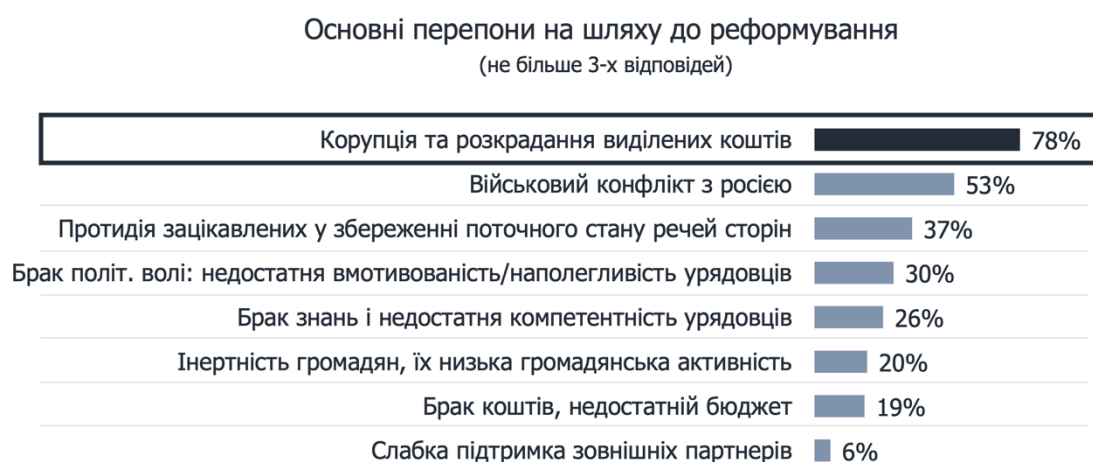 Основні перепони на шляху до реформування
(не більше 3-х відповідей)
Корупція та розкрадання виділених коштів 78%
Військовий конфлікт з росією 53%
Протидія зацікавлених у збереженні поточного стану речей сторін 37%
Брак політ. волі: недостатня вмотивованість/наполегливість урядовців 30%
Брак знань і недостатня компетентність урядовців 26%
Інертність громадян, їх низька громадянська активність 20%
Брак коштів, недостатній бюджет 19%
Слабка підтримка зовнішніх партнерів 6%